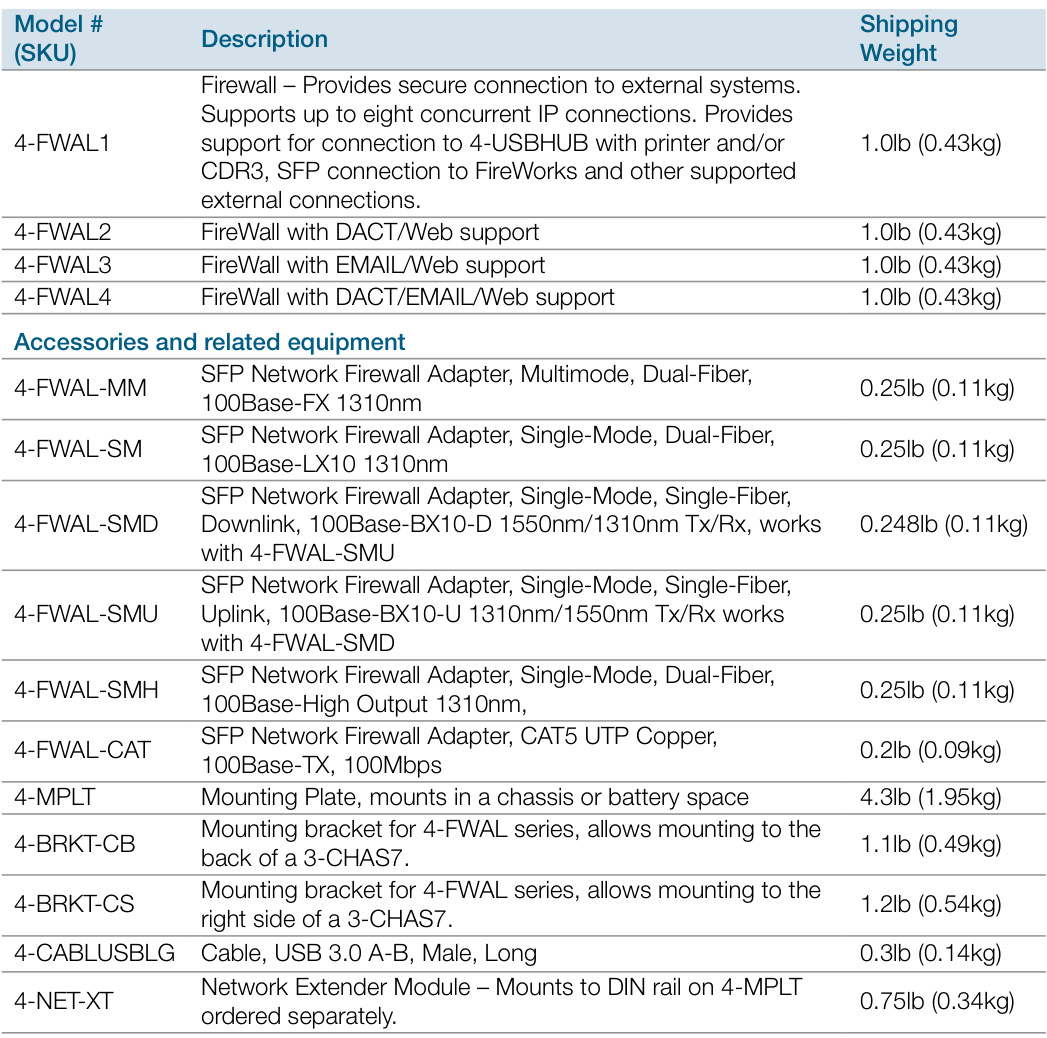 Model # (SKU) Description Shipping Weight
4-FWAL1 Firewall – Provides secure connection to external systems.
Supports up to eight concurrent IP connections. Provides
support for connection to 4-USBHUB with printer and/or
CDR3, SFP connection to FireWorks and other supported
external connections. 1.0lb (0.43kg)
4-FWAL2 FireWall with DACT/Web support 1.0lb (0.43kg)
4-FWAL3 FireWall with EMAIL/Web support 1.0lb (0.43kg)
4-FWAL4 FireWall with DACT/EMAIL/Web support 1.0lb (0.43kg)
Accessories and related equipment
4-FWAL-MM SFP Network Firewall Adapter, Multimode, Dual-Fiber,
100Base-FX 1310nm 0.25lb (0.11kg)
4-FWAL-SM SFP Network Firewall Adapter, Single-Mode, Dual-Fiber,
100Base-LX10 1310nm 0.25lb (0.11kg)
4-FWAL-SMD SFP Network Firewall Adapter, Single-Mode, Single-Fiber,
Downlink, 100Base-BX10-D 1550nm/1310nm Tx/Rx, works
with 4-FWAL-SMU 0.248lb (0.11kg)
4-FWAL-SMU SFP Network Firewall Adapter, Single-Mode, Single-Fiber,
Uplink, 100Base-BX10-U 1310nm/1550nm Tx/Rx works
with 4-FWAL-SMD 0.25lb (0.11kg)
4-FWAL-SMH SFP Network Firewall Adapter, Single-Mode, Dual-Fiber,
100Base-High Output 1310nm, 0.25lb (0.11kg)
4-FWAL-CAT SFP Network Firewall Adapter, CAT5 UTP Copper,
100Base-TX, 100Mbps 0.2lb (0.09kg)
4-MPLT Mounting Plate, mounts in a chassis or battery space 4.3lb (1.95kg)
4-BRKT-CB Mounting bracket for 4-FWAL series, allows mounting to the
back of a 3-CHAS7. 1.1lb (0.49kg)
4-BRKT-CS Mounting bracket for 4-FWAL series, allows mounting to the
right side of a 3-CHAS7. 1.2lb (0.54kg)
4-CABLUSBLG Cable, USB 3.0 A-B, Male, Long 0.3lb (0.14kg)
4-NET-XT Network Extender Module – Mounts to DIN rail on 4-MPLT
ordered separately. 0.75lb (0.34kg)